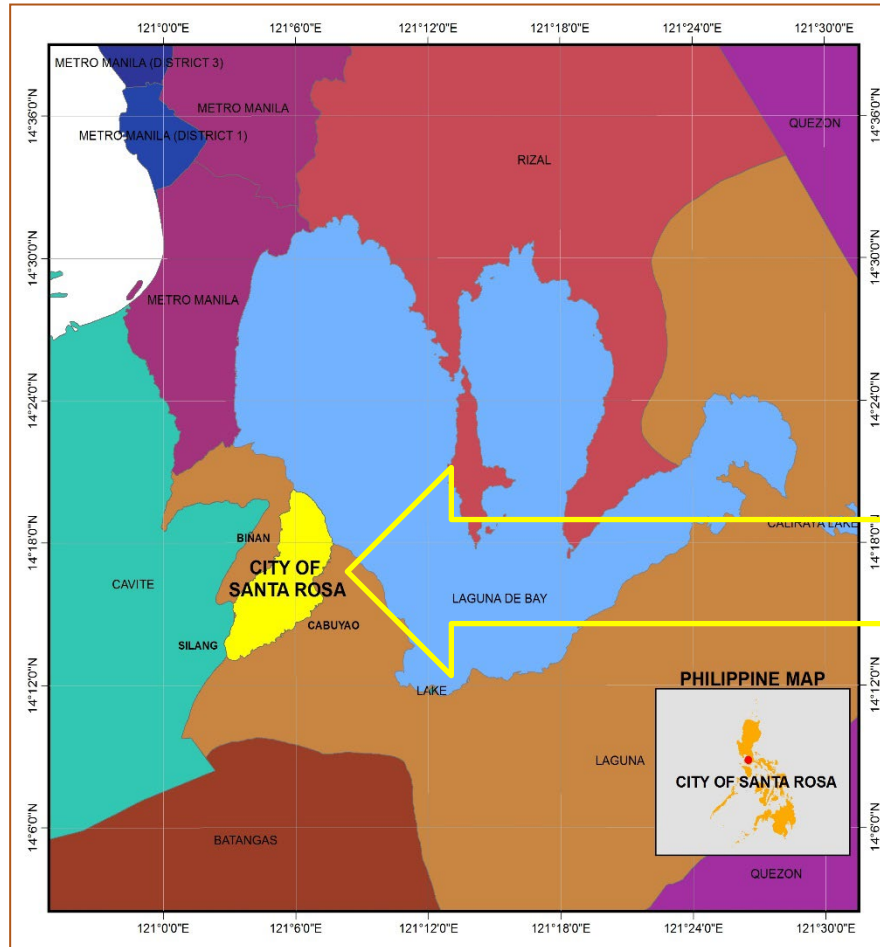 121°0'0"E
121°6'0"E
121°12'0"E
121°18'0"E
121°24'0"E
121°30'0"E
METRO MANILA (DISTRICT 3)
METRO MANILA
14°36'0"N
14°36'0"N
QUEZON
METRO MANILA (DISTRICT 1)
RIZAL
14°30'0"N
14°30'0"N
METRO MANILA
14°24'0"N
14°24'0"N
CALIRAYA LAKE
14°18'0"N
14°18'0"N
BIÑAN
CITY OF
SANTA ROSA
CAVITE
LAGUNA DE BAY
CABUYAO
SILANG
14°12'0"N
14°12'0"N
LAKE
PHILIPPINE MAP
LAGUNA
CITY OF SANTA ROSA
14°6'0"N
14°6'0"N
BATANGAS
QUEZON
121°0'0"E
121°6'0"E
121°12'0"E
121°18'0"E
121°24'0"E
121°30'0"E